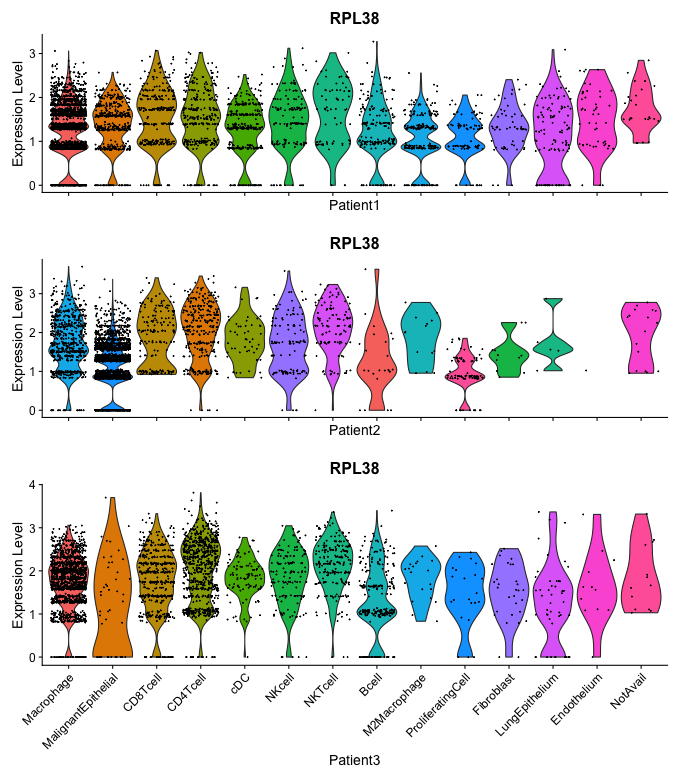 RPL38
Expression Level
3
2
1
0
Patient1
RPL38
Expression Level
3
2
1
0
Patient2
RPL38
Expression Level
4
3
2
1
0
Macrophage
MalignantEpithelial
CD8Tcell
CD4Tcell
cDC
NKcell
NKTcell
Bcell
M2Macrophage
ProliferatingCell
Fibroblast
LungEpithelium
Endothelium
NotAvail
Patient3